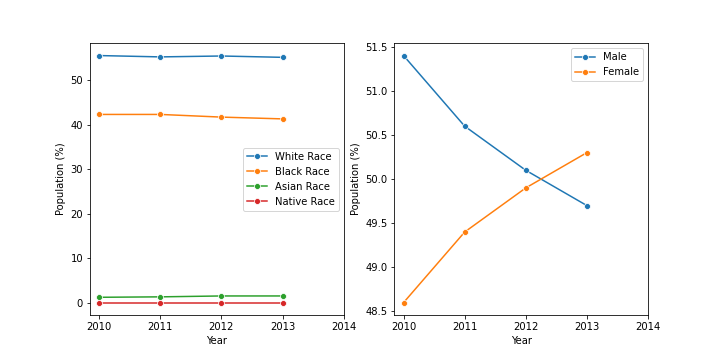 Population (%)
50
40
30
20
10
0
2010 2011 2012 2013 2014
Year
White Race
Black Race
Asian Race
Native Race
Population (%)
51.5
51.0
50.5
50.0
49.5
49.0
48.5
2010 2011 2012 2013 2014
Year
Male
Female